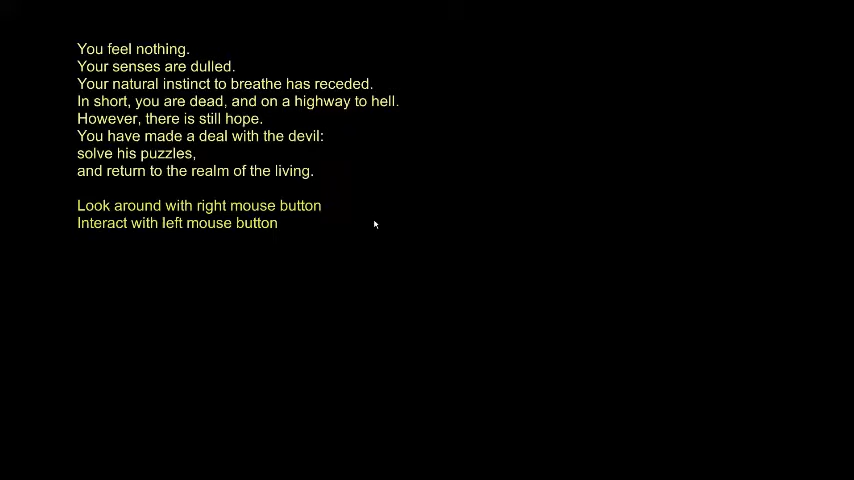 You feel nothing.
Your senses are dulled.
Your natural instinct to breathe has receded.
In short, you are dead, and on a highway to hell.
However, there is still hope.
You have made a deal with the devil:
solve his puzzles,
and return to the realm of the living.
Look around with right mouse button
Interact with left mouse button